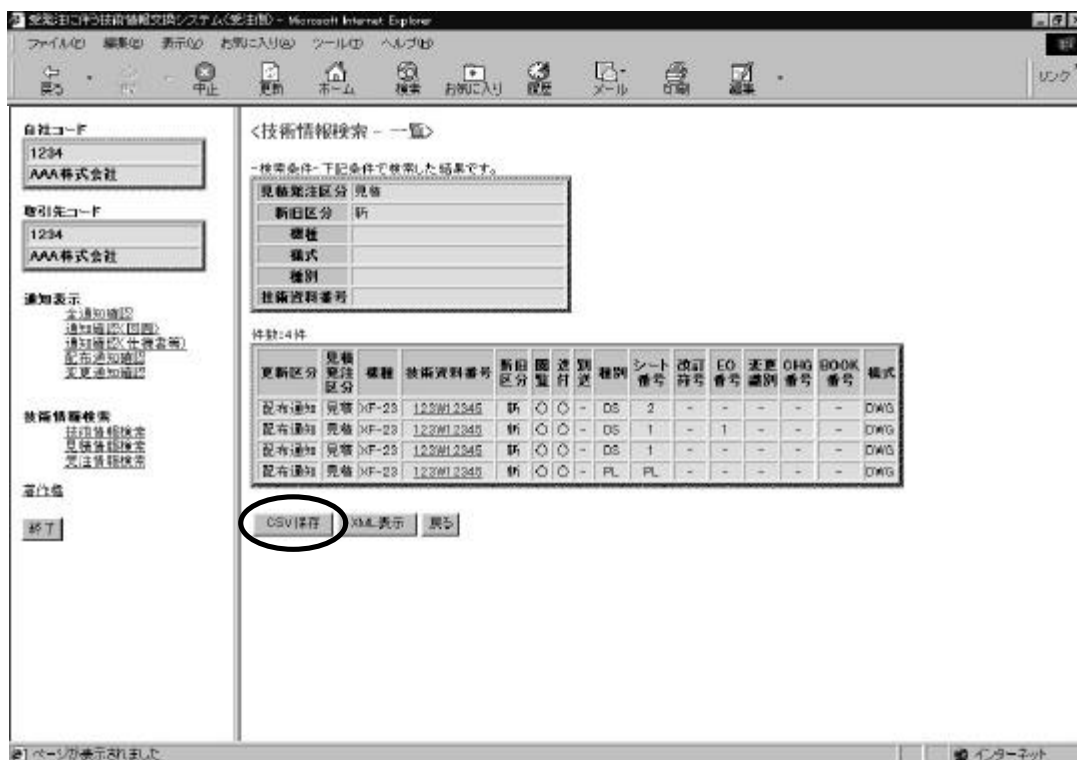 受発注に伴う技術情報交換システム(受注側) - Microsoft Internet Explorer
ファイル(F) 編集(E) 表示(V) お気に入り(A) ツール(T) ヘルプ(H)
戻る 中止 更新 ホーム 検索 お気に入り 履歴 メール 印刷 編集 リンク
自社コード
1234
AAA株式会社
取引先コード
1234
AAA株式会社
通知表示
全通知確認
通知確認(図面)
通知確認(仕様書等)
配布通知確認
変更通知確認
技術情報検索
技術情報検索
見積情報検索
受注情報検索
著作権
終了
<技術情報検索 - 一覧>
-検索条件-下記条件で検索した結果です。
見積発注区分 見積
新旧区分 新
機種
様式
種別
技術資料番号
件数:4件
更新区分 見積発注区分 機種 技術資料番号 新旧区分 閲覧 送付 別送 種別 シート番号 改訂符号 EO番号 変更識別 CHG番号 BOOK番号 様式
配布通知 見積 XF-23 123W12345 新 ○ ○ - DS 2 - - - - - DWG
配布通知 見積 XF-23 123W12345 新 ○ ○ - DS 1 - 1 - - - DWG
配布通知 見積 XF-23 123W12345 新 ○ ○ - DS 1 - - - - - DWG
配布通知 見積 XF-23 123W12345 新 ○ ○ - PL PL - - - - - DWG
CSV保存 XML表示 戻る
ページが表示されました
インターネット